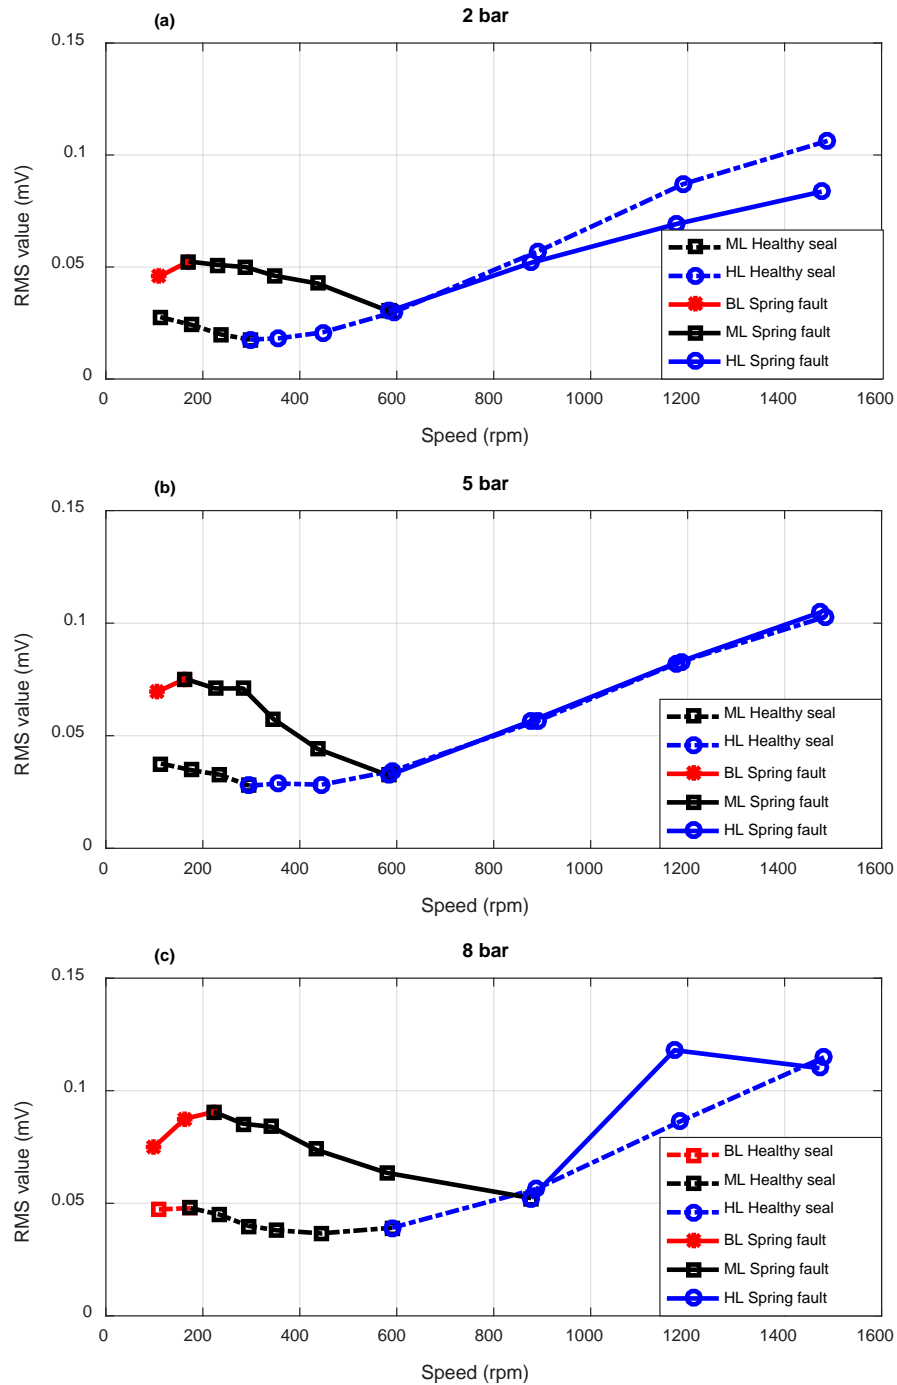 (a) 2 bar
0.15
0.1
0.05
0
RMS value (mV)
ML Healthy seal
HL Healthy seal
BL Spring fault
ML Spring fault
HL Spring fault
0 200 400 600 800 1000 1200 1400 1600
Speed (rpm)
(b) 5 bar
0.15
0.1
0.05
0
RMS value (mV)
ML Healthy seal
HL Healthy seal
BL Spring fault
ML Spring fault
HL Spring fault
0 200 400 600 800 1000 1200 1400 1600
Speed (rpm)
(c) 8 bar
0.15
0.1
0.05
0
RMS value (mV)
BL Healthy seal
ML Healthy seal
HL Healthy seal
BL Spring fault
ML Spring fault
HL Spring fault
0 200 400 600 800 1000 1200 1400 1600
Speed (rpm)